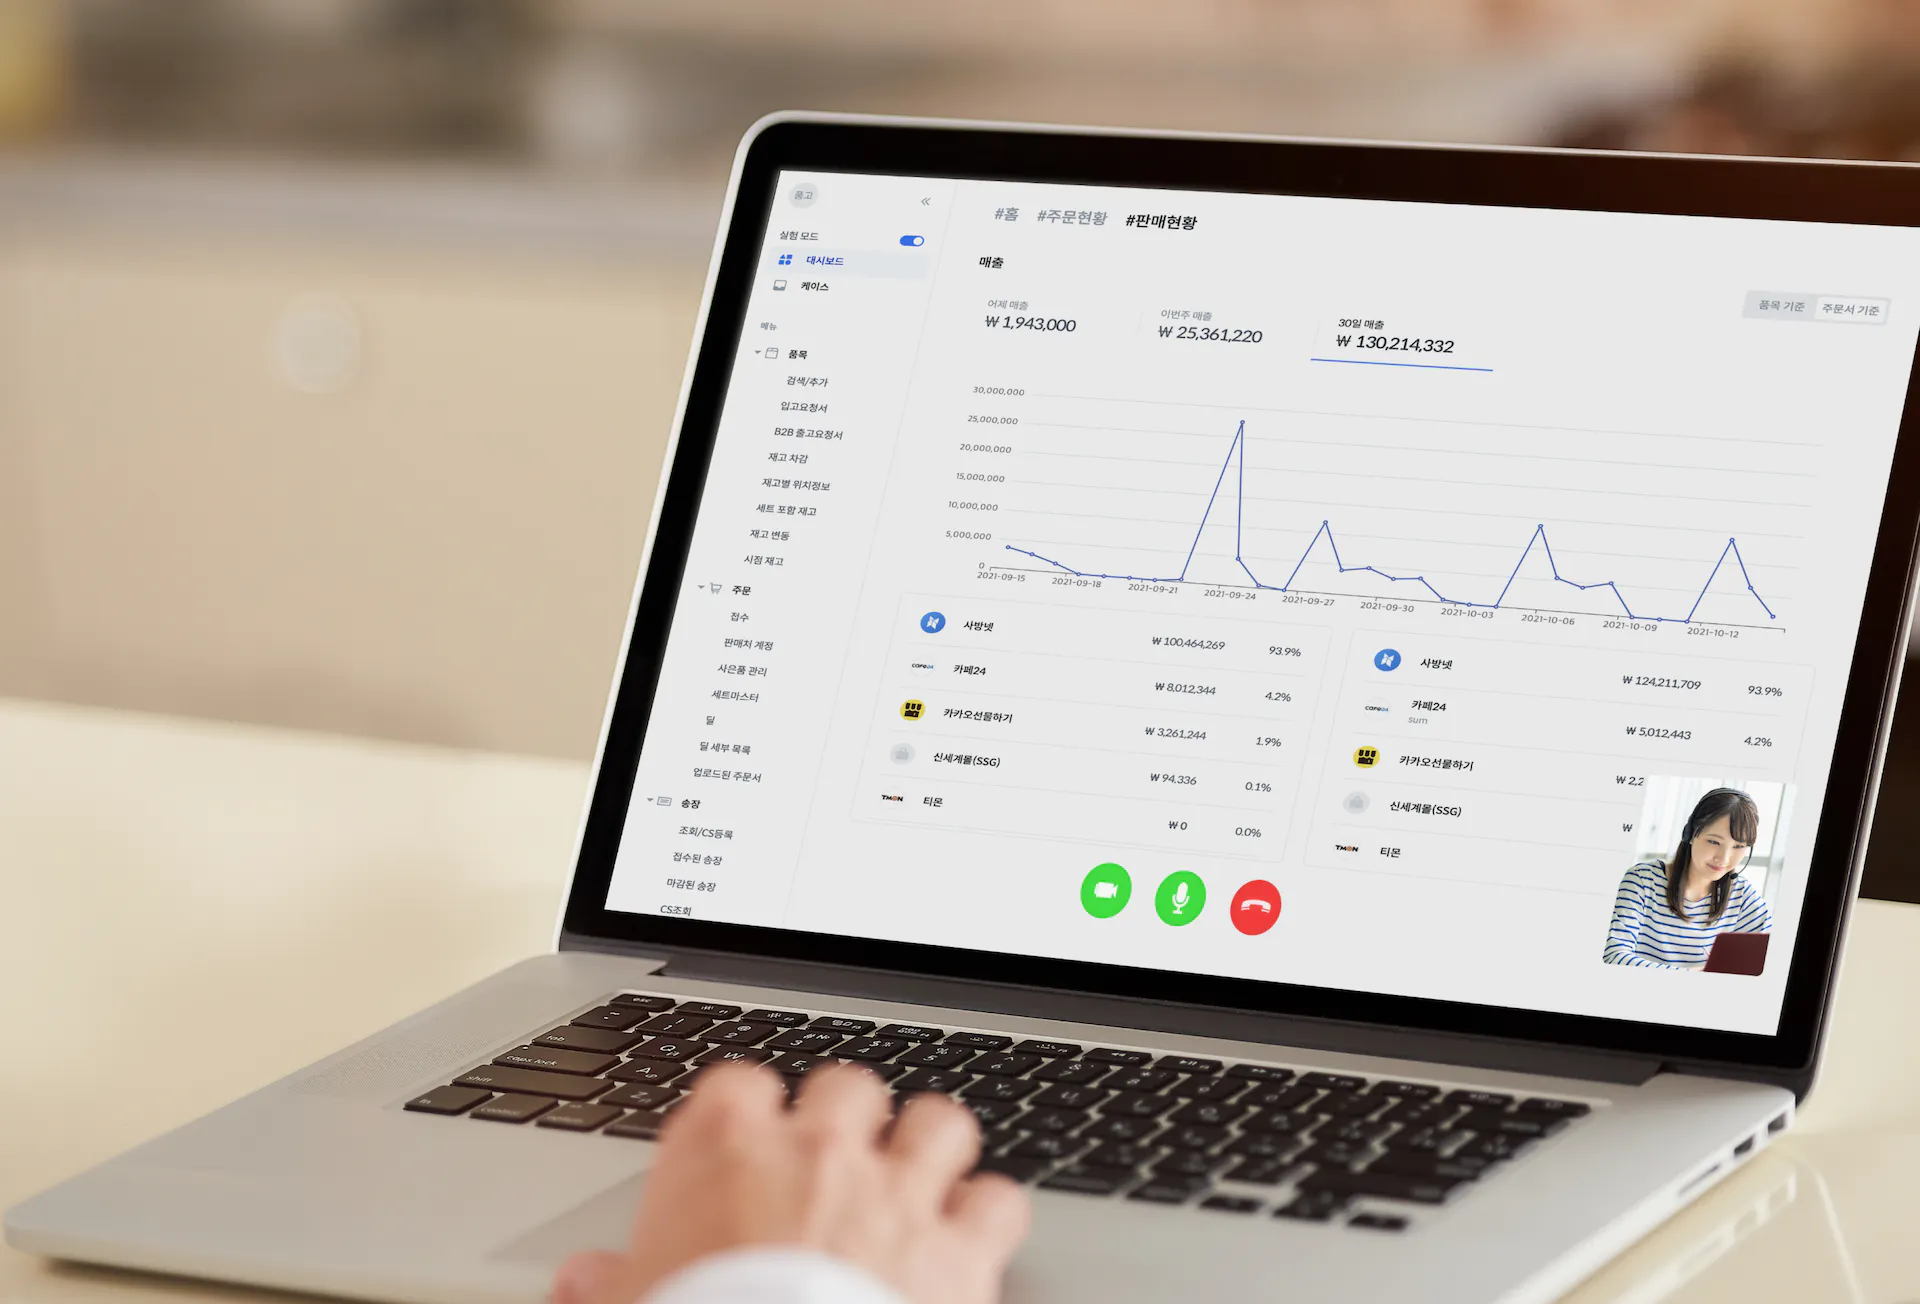 품고
실험 모드
대시보드
케이스
메뉴
품목
검색/추가
입고요청서
B2B 출고요청서
재고 차감
재고별 위치정보
세트 포함 재고
재고 변동
시점 재고
주문
접수
판매처 계정
사은품 관리
세트마스터
딜
딜 세부 목록
업로드된 주문서
송장
조회/CS등록
접수된 송장
마감된 송장
CS조회
#홈 #주문현황 #판매현황
매출
품목 기준 주문서 기준
어제 매출
₩ 1,943,000
이번주 매출
₩ 25,361,220
30일 매출
₩ 130,214,332
30,000,000
25,000,000
20,000,000
15,000,000
10,000,000
5,000,000
0
2021-09-15 2021-09-18 2021-09-21 2021-09-24 2021-09-27 2021-09-30 2021-10-03 2021-10-06 2021-10-09 2021-10-12
사방넷 ₩ 100,464,269 93.9%
cafe24 카페24 ₩ 8,012,344 4.2%
카카오선물하기 ₩ 3,261,244 1.9%
신세계몰(SSG) ₩ 94,336 0.1%
TMON 티몬 ₩ 0 0.0%
사방넷 ₩ 124,211,709 93.9%
cafe24 카페24 ₩ 5,012,443 4.2%
sum
카카오선물하기 ₩ 2,2
신세계몰(SSG) ₩
TMON 티몬
esc
tab
caps lock
shift
fn